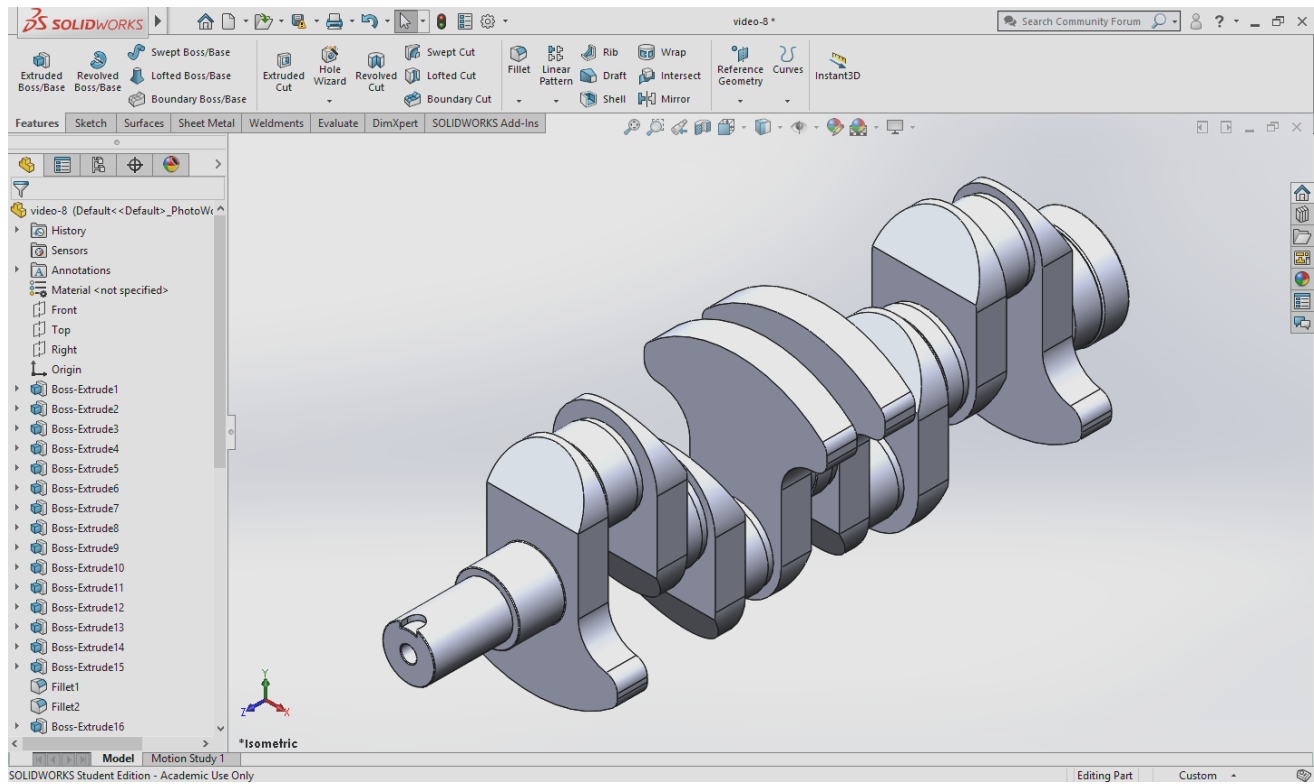 SOLIDWORKS
video-8 *
Search Community Forum
?
Extruded Boss/Base
Revolved Boss/Base
Swept Boss/Base
Lofted Boss/Base
Boundary Boss/Base
Extruded Cut
Hole Wizard
Revolved Cut
Swept Cut
Lofted Cut
Boundary Cut
Fillet
Linear Pattern
Rib
Draft
Shell
Wrap
Intersect
Mirror
Reference Geometry
Curves
Instant3D
Features Sketch Surfaces Sheet Metal Weldments Evaluate DimXpert SOLIDWORKS Add-Ins
video-8 (Default<<Default>_PhotoWo
History
Sensors
A Annotations
Material <not specified>
Front
Top
Right
Origin
Boss-Extrude1
Boss-Extrude2
Boss-Extrude3
Boss-Extrude4
Boss-Extrude5
Boss-Extrude6
Boss-Extrude7
Boss-Extrude8
Boss-Extrude9
Boss-Extrude10
Boss-Extrude11
Boss-Extrude12
Boss-Extrude13
Boss-Extrude14
Boss-Extrude15
Fillet1
Fillet2
Boss-Extrude16
Y
Z X
*Isometric
Model Motion Study 1
SOLIDWORKS Student Edition - Academic Use Only Editing Part Custom